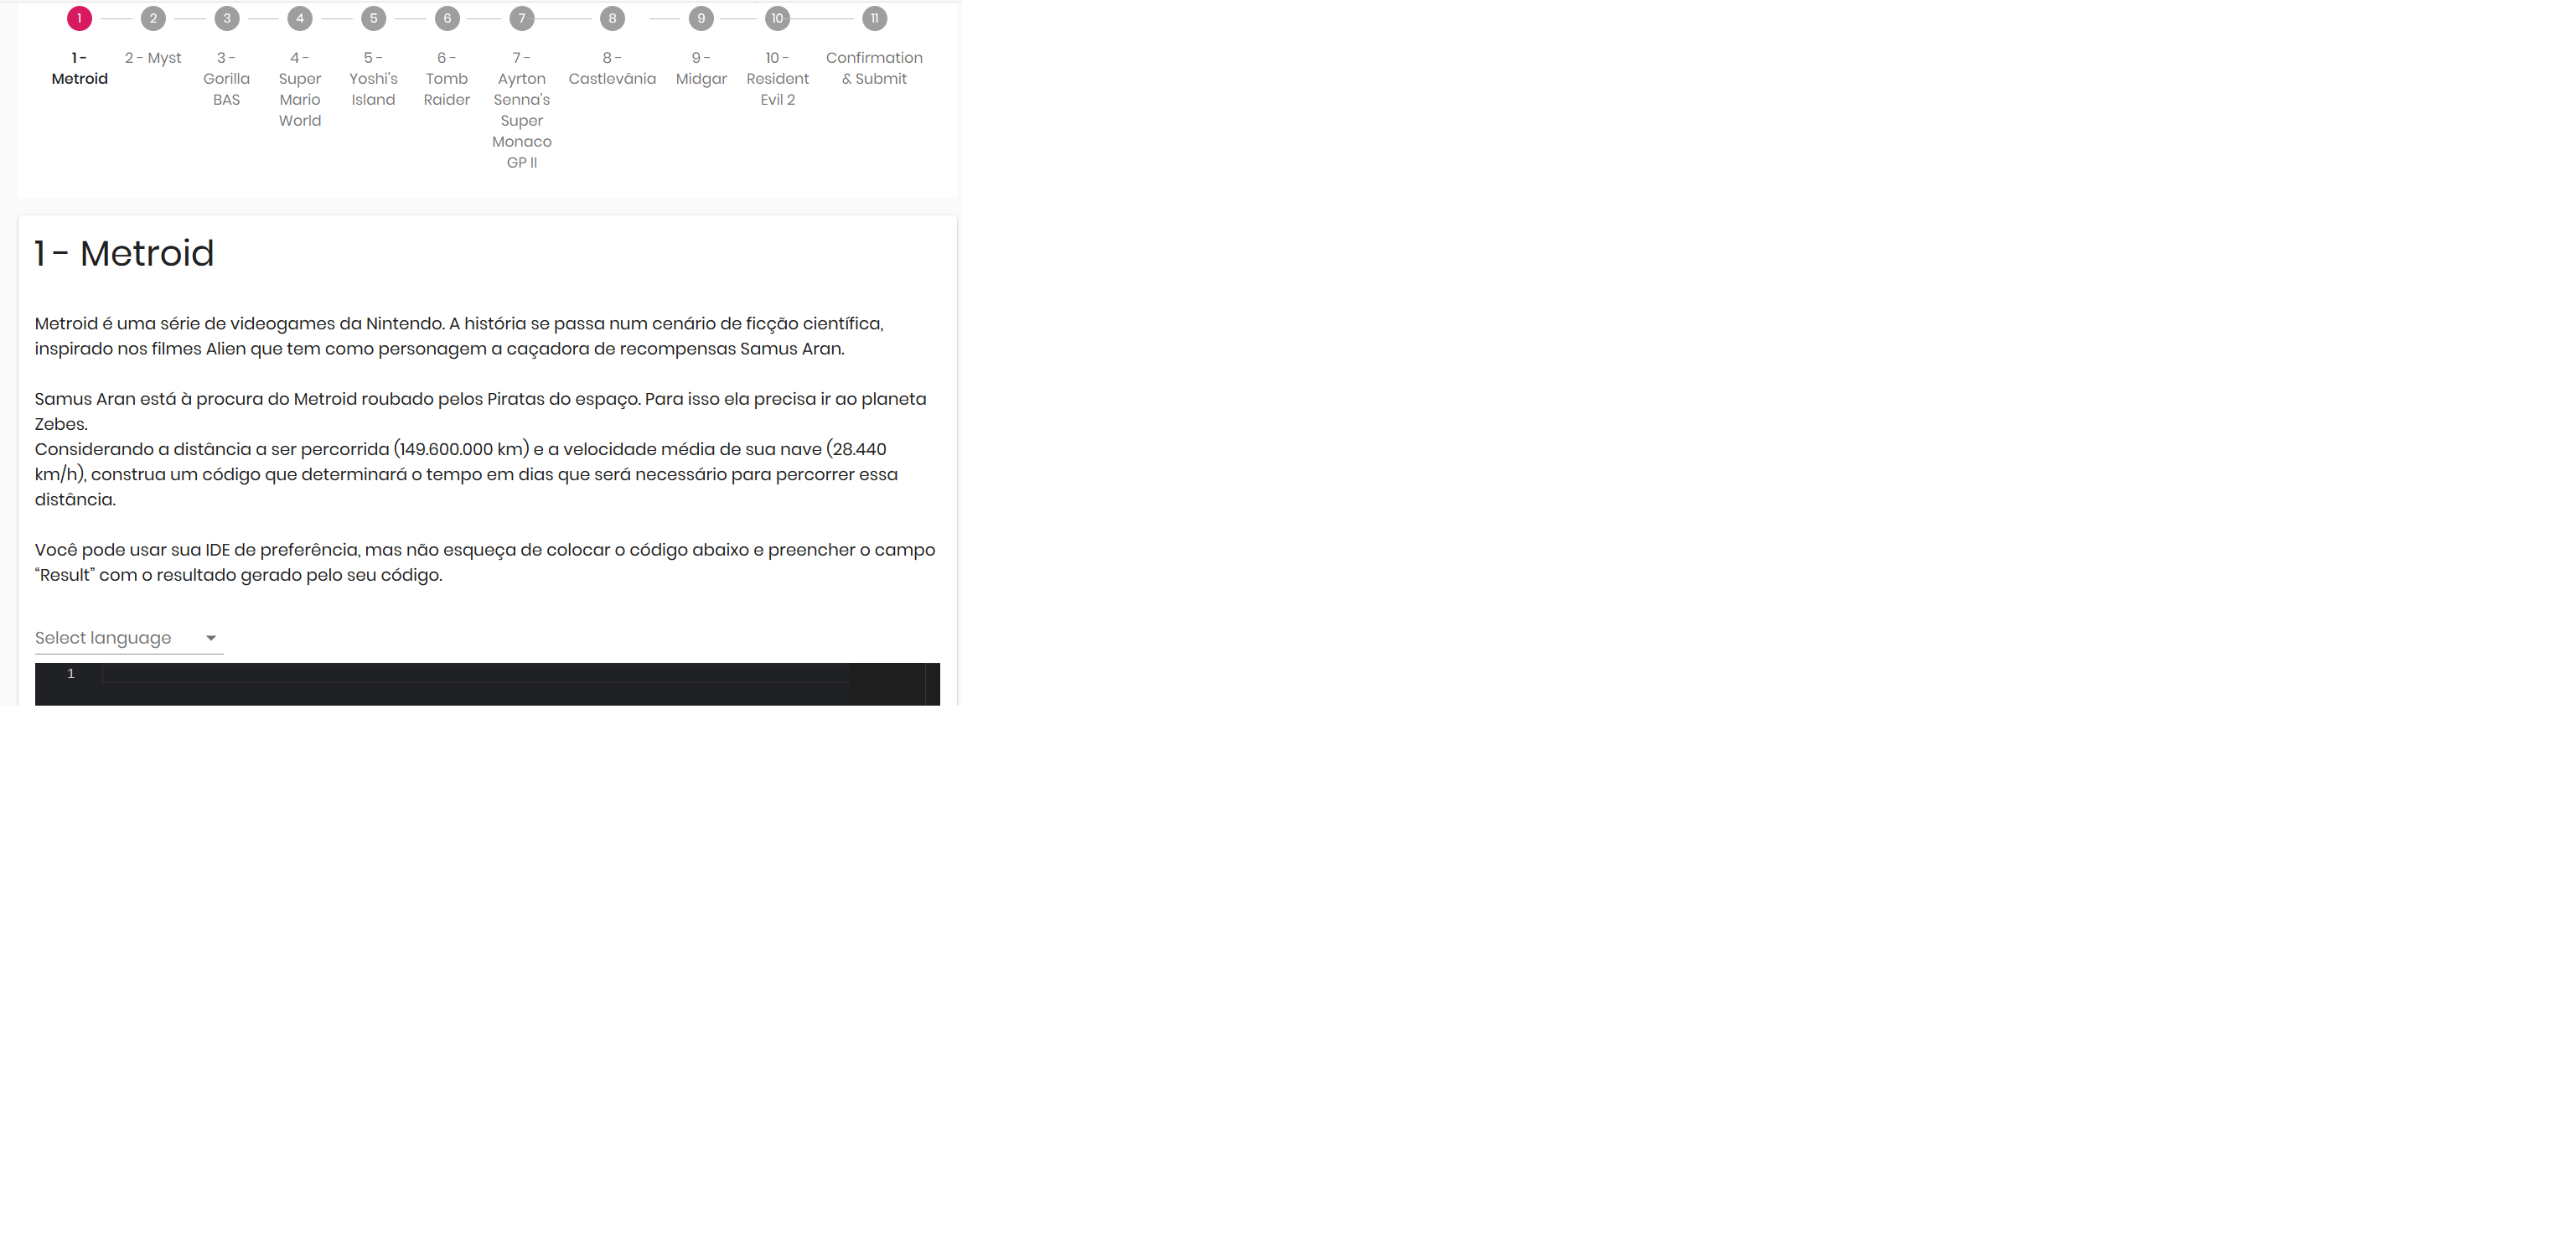 1 2 3 4 5 6 7 8 9 10 11
1 -
Metroid
2 - Myst
3 -
Gorilla
BAS
4 -
Super
Mario
World
5 -
Yoshi's
Island
6 -
Tomb
Raider
7 -
Ayrton
Senna's
Super
Monaco
GP II
8 -
Castlevânia
9 -
Midgar
10 -
Resident
Evil 2
Confirmation
& Submit
1 - Metroid
Metroid é uma série de videogames da Nintendo. A história se passa num cenário de ficção científica,
inspirado nos filmes Alien que tem como personagem a caçadora de recompensas Samus Aran.
Samus Aran está à procura do Metroid roubado pelos Piratas do espaço. Para isso ela precisa ir ao planeta
Zebes.
Considerando a distância a ser percorrida (149.600.000 km) e a velocidade média de sua nave (28.440
km/h), construa um código que determinará o tempo em dias que será necessário para percorrer essa
distância.
Você pode usar sua IDE de preferência, mas não esqueça de colocar o código abaixo e preencher o campo
“Result” com o resultado gerado pelo seu código.
Select language
1